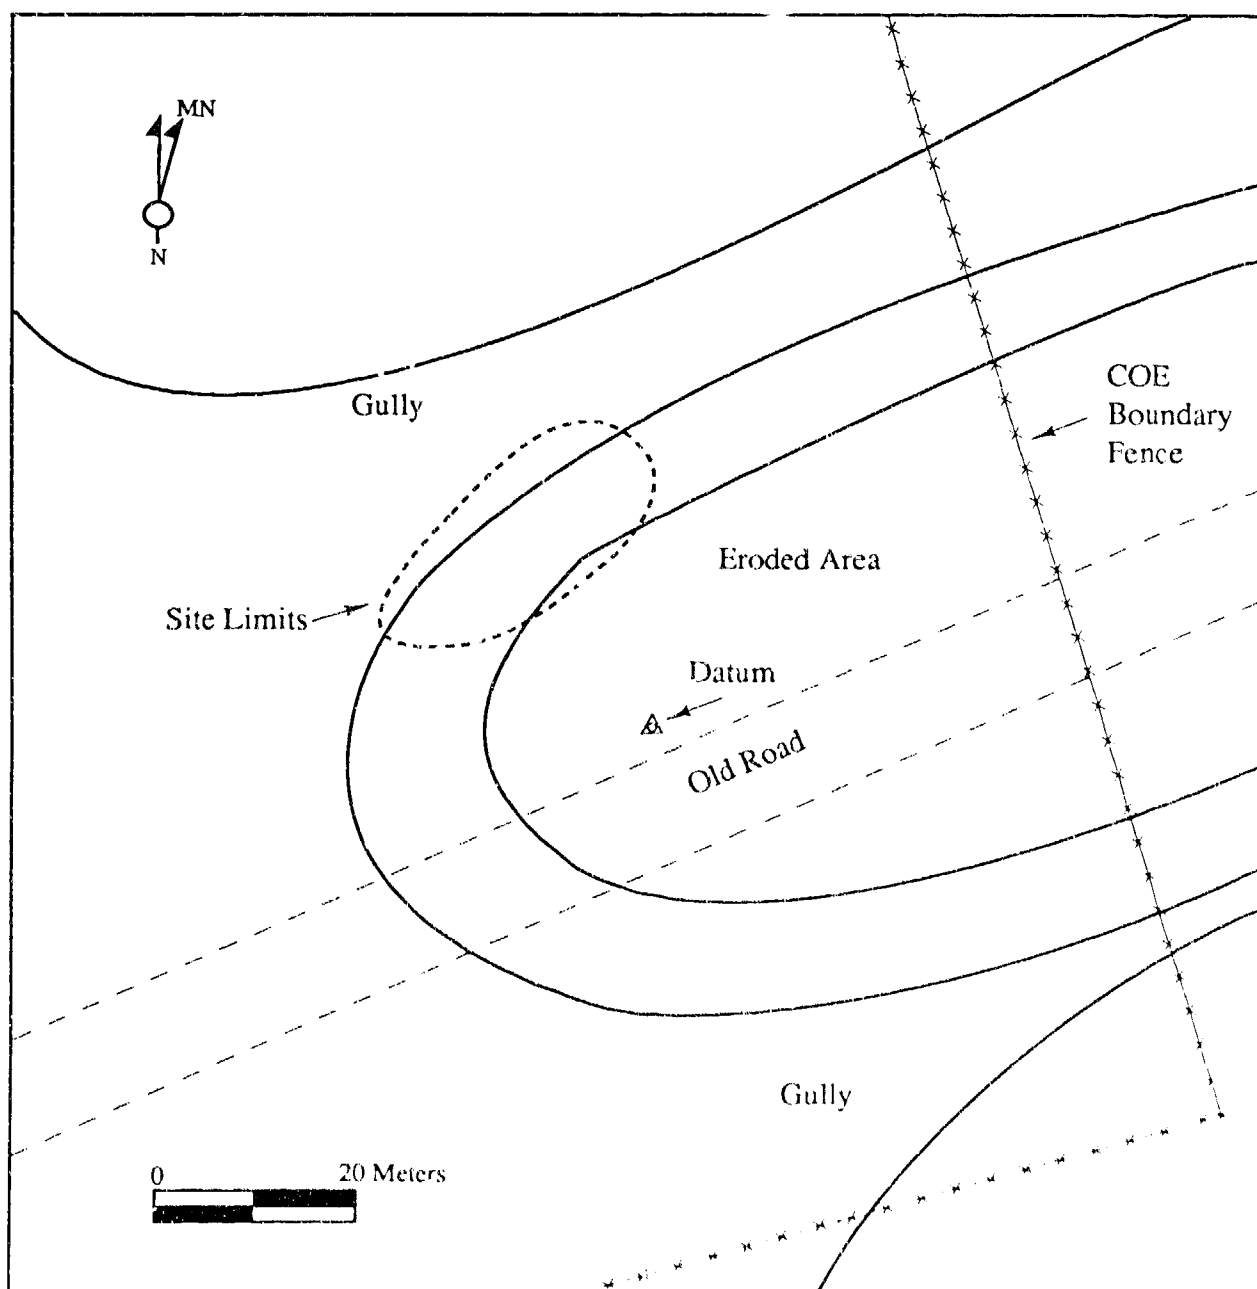 MN
N
Gully
COE
Boundary
Fence
Eroded Area
Site Limits
Datum
Old Road
Gully
0 20 Meters